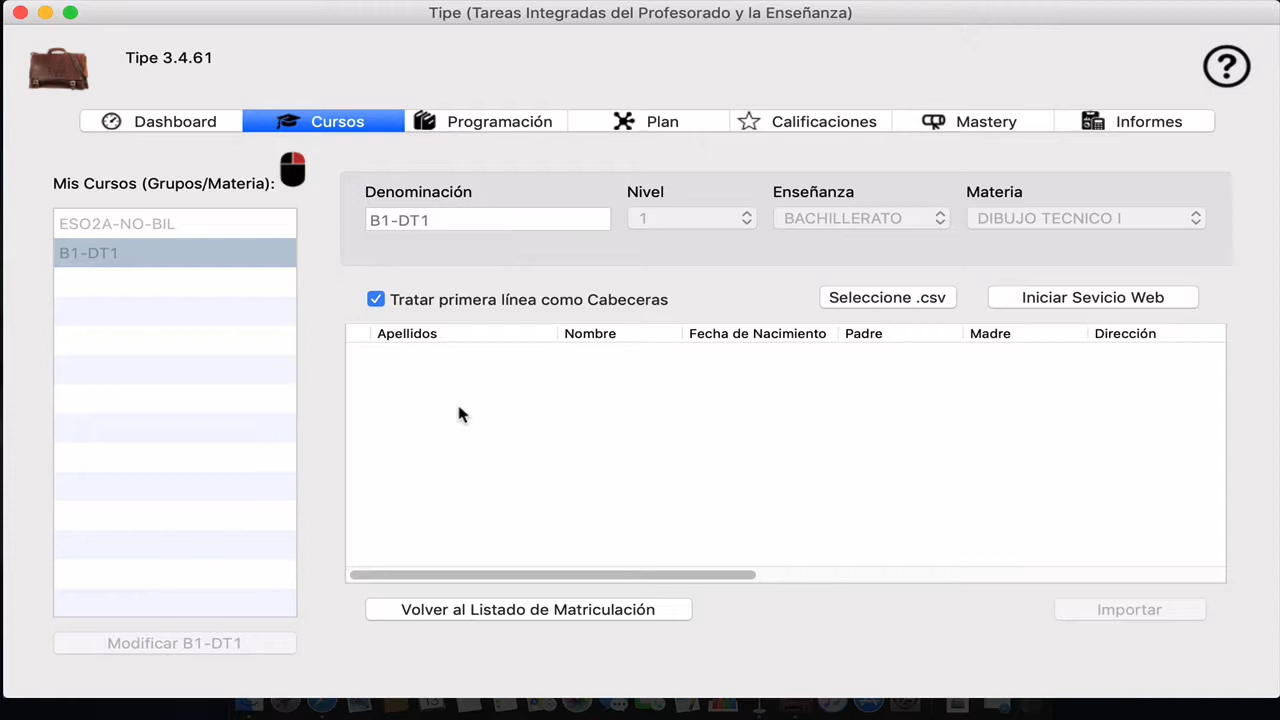 Tipe (Tareas Integradas del Profesorado y la Enseñanza)
Tipe 3.4.61
?
Dashboard Cursos Programación Plan Calificaciones Mastery Informes
Mis Cursos (Grupos/Materia):
ESO2A-NO-BIL
B1-DT1
Modificar B1-DT1
Denominación Nivel Enseñanza Materia
B1-DT1 1 BACHILLERATO DIBUJO TECNICO I
Tratar primera línea como Cabeceras Seleccione .csv Iniciar Sevicio Web
Apellidos Nombre Fecha de Nacimiento Padre Madre Dirección
Volver al Listado de Matriculación Importar